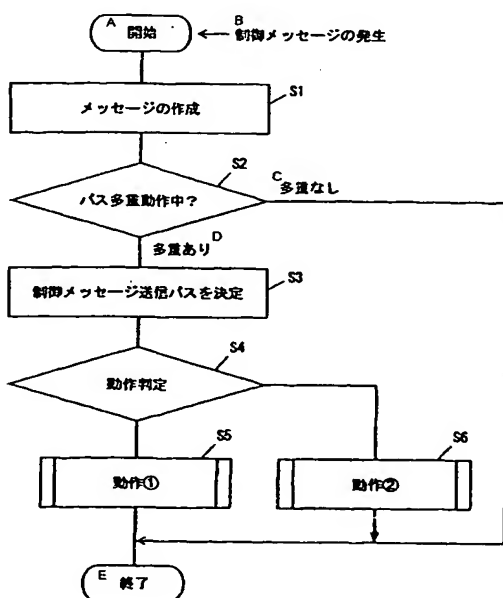 A 開始
B
制御メッセージの発生
メッセージの作成
S1
S2
パス多重動作中?
C
多重なし
多重あり D
S3
制御メッセージ送信パスを決定
S4
動作判定
S5
動作①
S6
動作②
E 終了